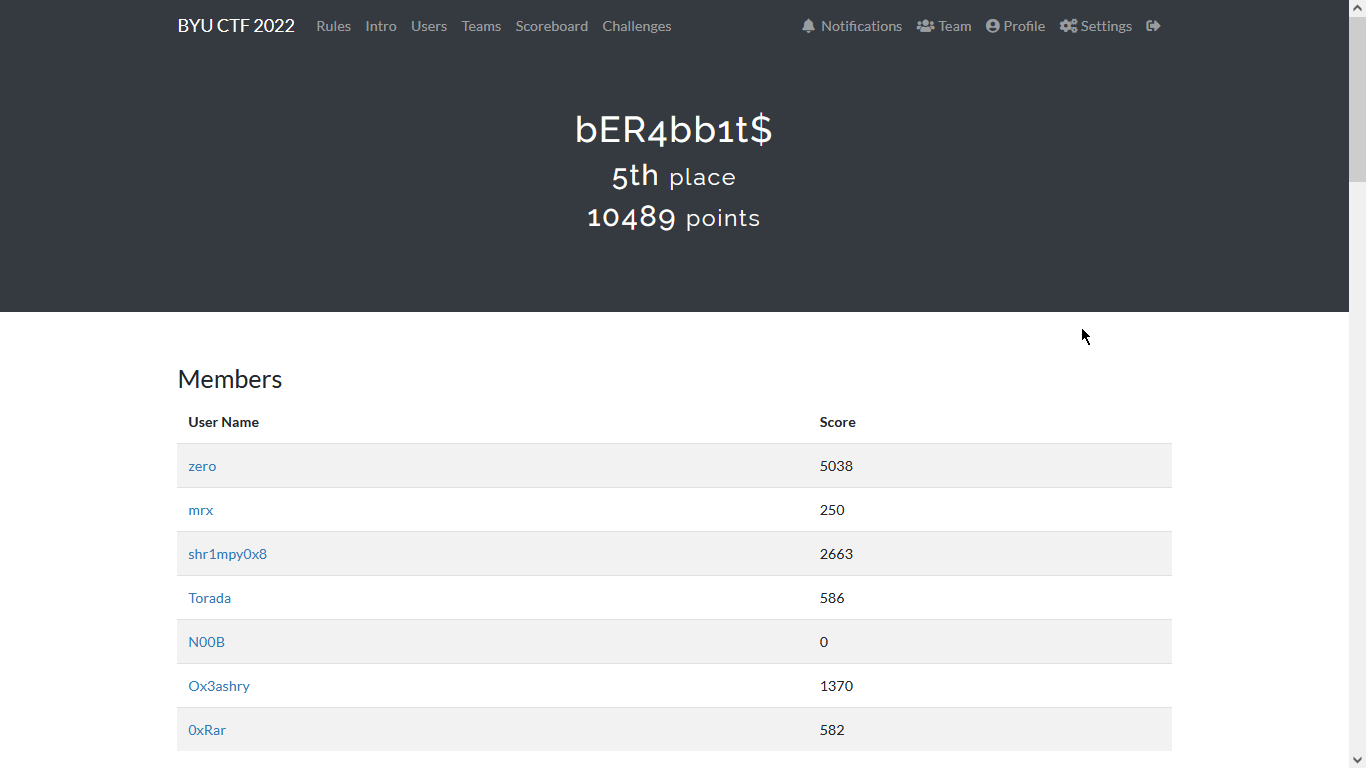 BYU CTF 2022 Rules Intro Users Teams Scoreboard Challenges Notifications Team Profile Settings
bER4bb1t$
5th place
10489 points
Members
User Name Score
zero 5038
mrx 250
shr1mpy0x8 2663
Torada 586
N00B 0
Ox3ashry 1370
0xRar 582